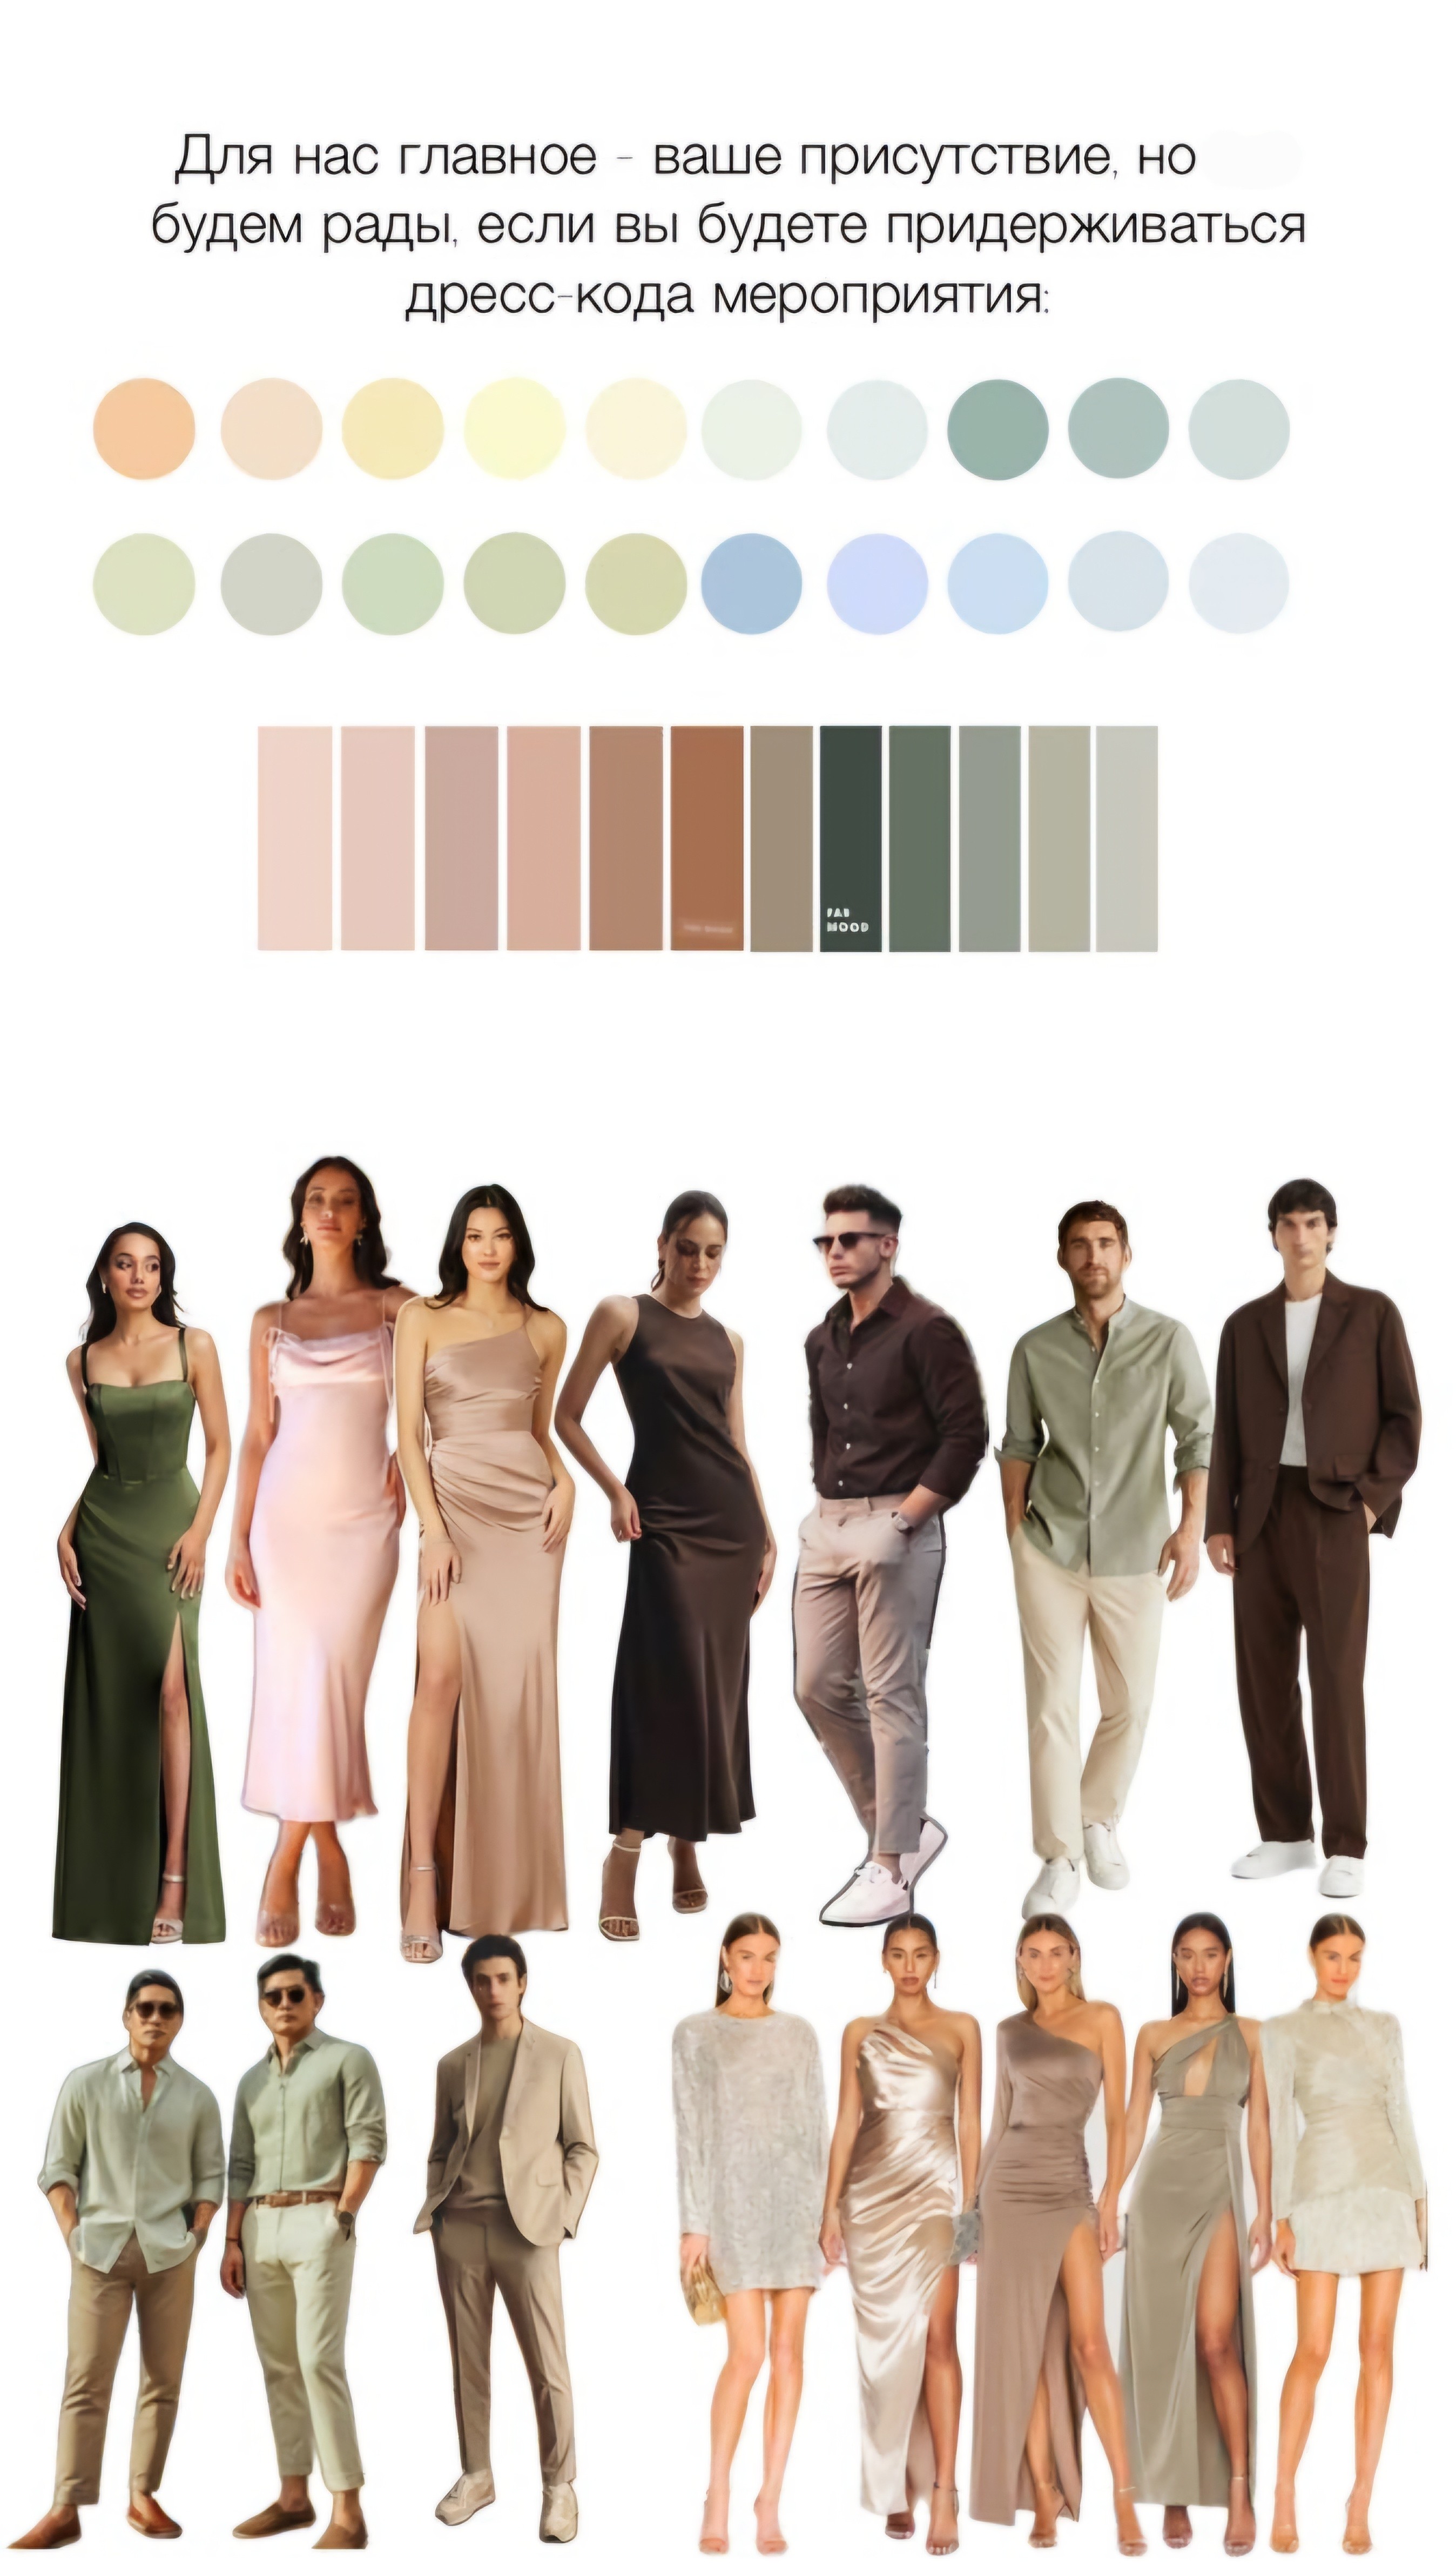 Для нас главное - ваше присутствие, но
будем рады, если вы будете придерживаться
дресс-кода мероприятия:
FAB
MOOD